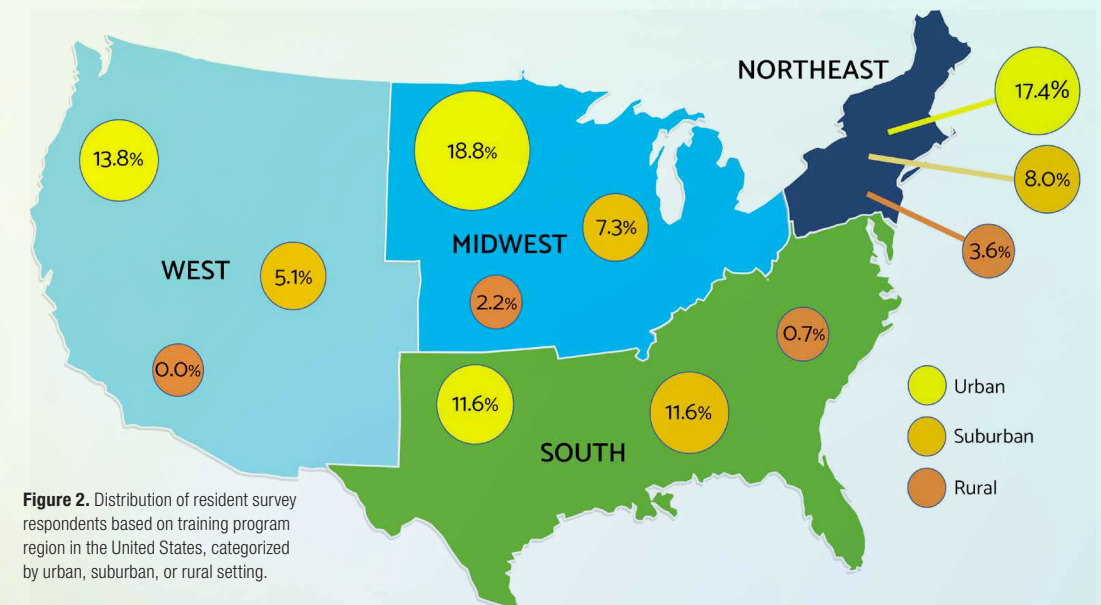 NORTHEAST
17.4%
8.0%
3.6%
13.8%
WEST
5.1%
0.0%
18.8%
7.3%
MIDWEST
2.2%
0.7%
11.6%
11.6%
SOUTH
Urban
Suburban
Rural
Figure 2. Distribution of resident survey
respondents based on training program
region in the United States, categorized
by urban, suburban, or rural setting.